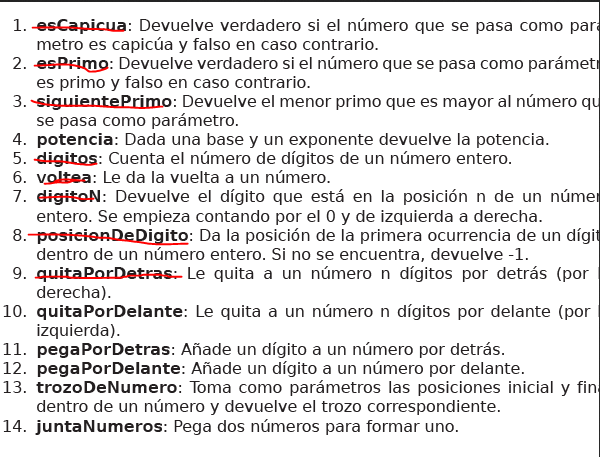 1. esCapicua: Devuelve verdadero si el número que se pasa como pará
metro es capicúa y falso en caso contrario.
2. esPrimo: Devuelve verdadero si el número que se pasa como parámetr
es primo y falso en caso contrario.
3. siguientePrimo: Devuelve el menor primo que es mayor al número qu
se pasa como parámetro.
4. potencia: Dada una base y un exponente devuelve la potencia.
5. digitos: Cuenta el número de dígitos de un número entero.
6. voltea: Le da la vuelta a un número.
7. digitoN: Devuelve el dígito que está en la posición n de un númer
entero. Se empieza contando por el 0 y de izquierda a derecha.
8. posicionDeDigito: Da la posición de la primera ocurrencia de un dígit
dentro de un número entero. Si no se encuentra, devuelve -1.
9. quitaPorDetras: Le quita a un número n dígitos por detrás (por l
derecha).
10. quitaPorDelante: Le quita a un número n dígitos por delante (por l
izquierda).
11. pegaPorDetras: Añade un dígito a un número por detrás.
12. pegaPorDelante: Añade un dígito a un número por delante.
13. trozoDeNumero: Toma como parámetros las posiciones inicial y fina
dentro de un número y devuelve el trozo correspondiente.
14. juntaNumeros: Pega dos números para formar uno.